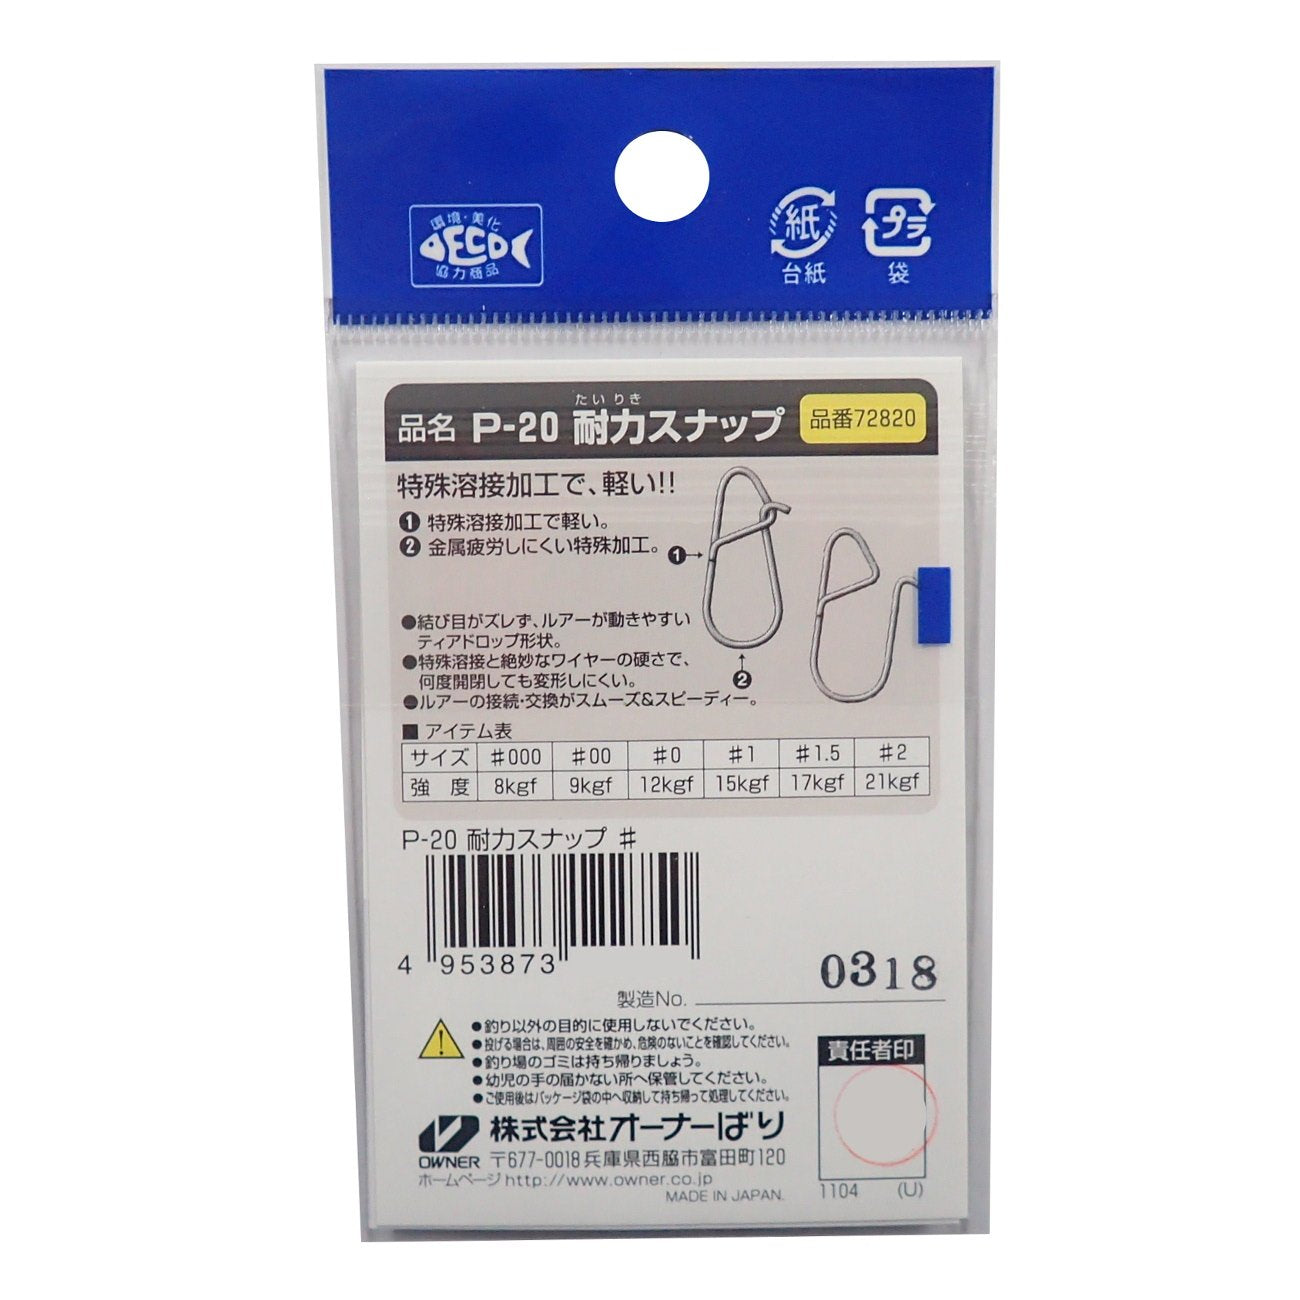 環境・美化
ECO
協力商品
紙
台紙
プラ
袋
たいりき
品名 P-20 耐力スナップ 品番72820
特殊溶接加工で、軽い!!
❶ 特殊溶接加工で軽い。
❷ 金属疲労しにくい特殊加工。
❶
●結び目がズレず、ルアーが動きやすい
ティアドロップ形状。
●特殊溶接と絶妙なワイヤーの硬さで、
何度開閉しても変形しにくい。
❷
●ルアーの接続・交換がスムーズ&スピーディー。
■ アイテム表
サイズ ♯000 ♯00 ♯0 ♯1 ♯1.5 ♯2
強度 8kgf 9kgf 12kgf 15kgf 17kgf 21kgf
P-20 耐力スナップ ♯
4 953873
0318
製造No.
●釣り以外の目的に使用しないでください。
●投げる場合は、周囲の安全を確かめ、危険のないことを確認してください。
●釣り場のゴミは持ち帰りましょう。
●幼児の手の届かない所へ保管してください。
●ご使用後はパッケージ袋の中へ収納して持ち帰って処理してください。
責任者印
株式会社オーナーばり
OWNER 〒677-0018 兵庫県西脇市富田町120
ホームページ http://www.owner.co.jp
MADE IN JAPAN.
1104 (U)